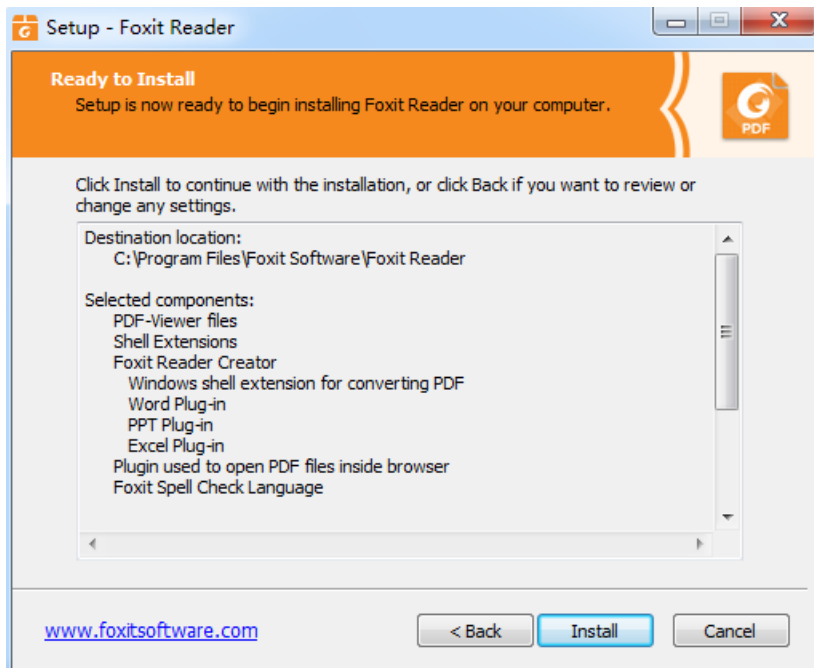 Setup - Foxit Reader
Ready to Install
Setup is now ready to begin installing Foxit Reader on your computer.
PDF
Click Install to continue with the installation, or click Back if you want to review or
change any settings.
Destination location:
C:\Program Files\Foxit Software\Foxit Reader
Selected components:
PDF-Viewer files
Shell Extensions
Foxit Reader Creator
Windows shell extension for converting PDF
Word Plug-in
PPT Plug-in
Excel Plug-in
Plugin used to open PDF files inside browser
Foxit Spell Check Language
www.foxitsoftware.com
< Back
Install
Cancel